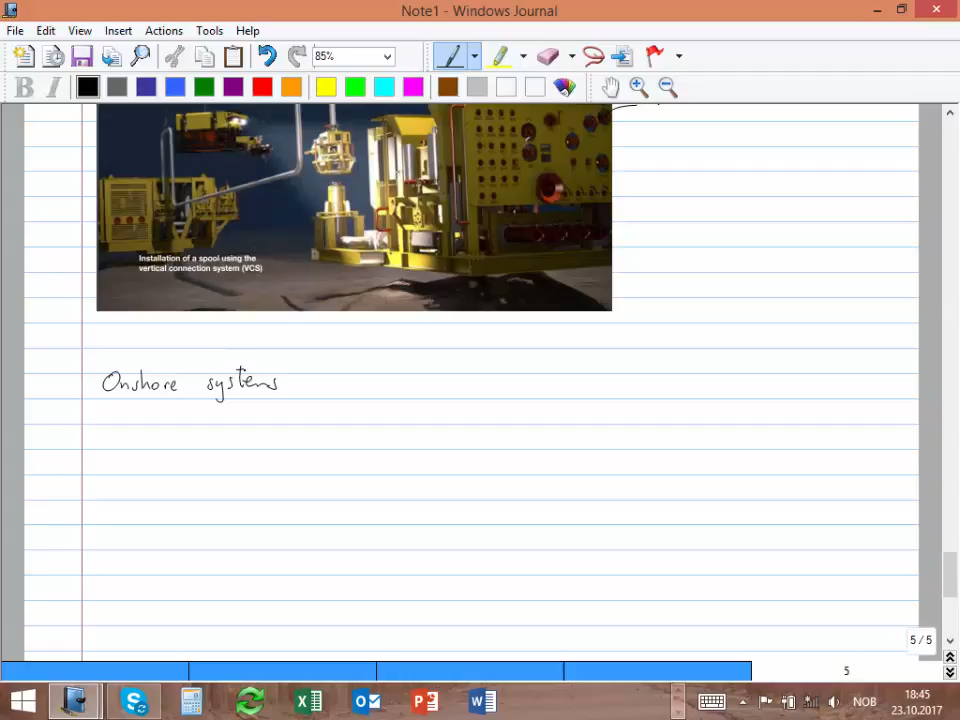 Note1 - Windows Journal
File Edit View Insert Actions Tools Help
85%
B I
Installation of a spool using the
vertical connection system (VCS)
Onshore systems
5 / 5
5
NOB
18:45
23.10.2017